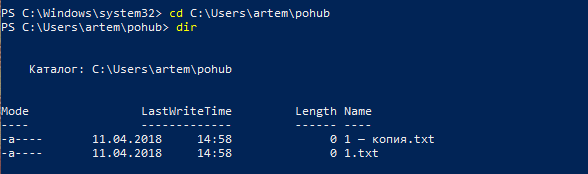 PS C:\Windows\system32> cd C:\Users\artem\pohub
PS C:\Users\artem\pohub> dir
Каталог: C:\Users\artem\pohub
Mode LastWriteTime Length Name
---- ------------- ------ ----
-a---- 11.04.2018 14:58 0 1 — копия.txt
-a---- 11.04.2018 14:58 0 1.txt